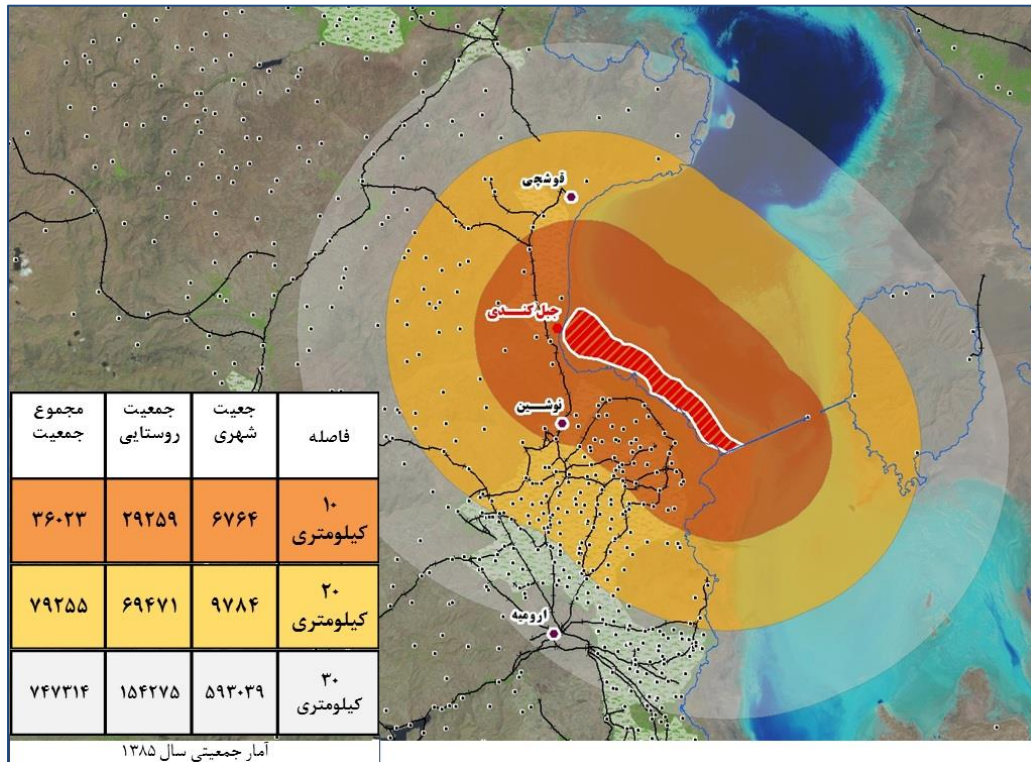 قوشچی
جبل کندی
نوشین
ارومیه
فاصله
جعیت
شهری
جمعیت
روستایی
مجموع
جمعیت
۱۰
کیلومتری
۶۷۶۴
۲۹۲۵۹
۳۶۰۲۳
۲۰
کیلومتری
۹۷۸۴
۶۹۴۷۱
۷۹۲۵۵
۳۰
کیلومتری
۵۹۳۰۳۹
۱۵۴۲۷۵
۷۴۷۳۱۴
آمار جمعیتی سال ۱۳۸۵